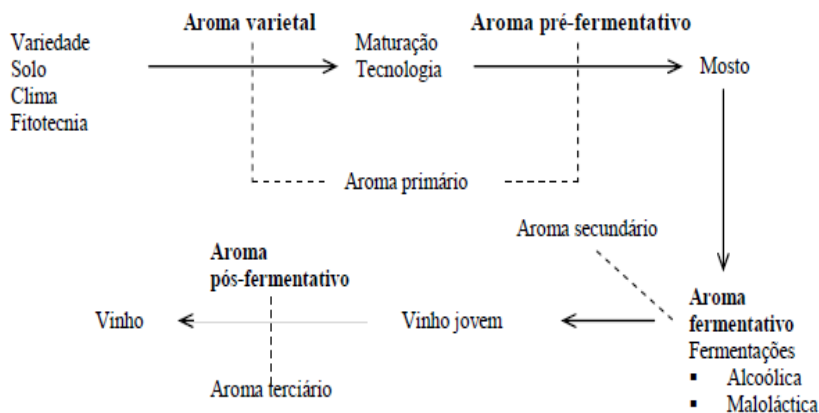 Aroma varietal
Aroma pré-fermentativo
Variedade
Solo
Clima
Fitotecnia
Maturação
Tecnologia
Mosto
Aroma primário
Aroma secundário
Aroma
pós-fermentativo
Aroma
fermentativo
Fermentações
▪ Alcoólica
▪ Maloláctica
Vinho jovem
Vinho
Aroma terciário